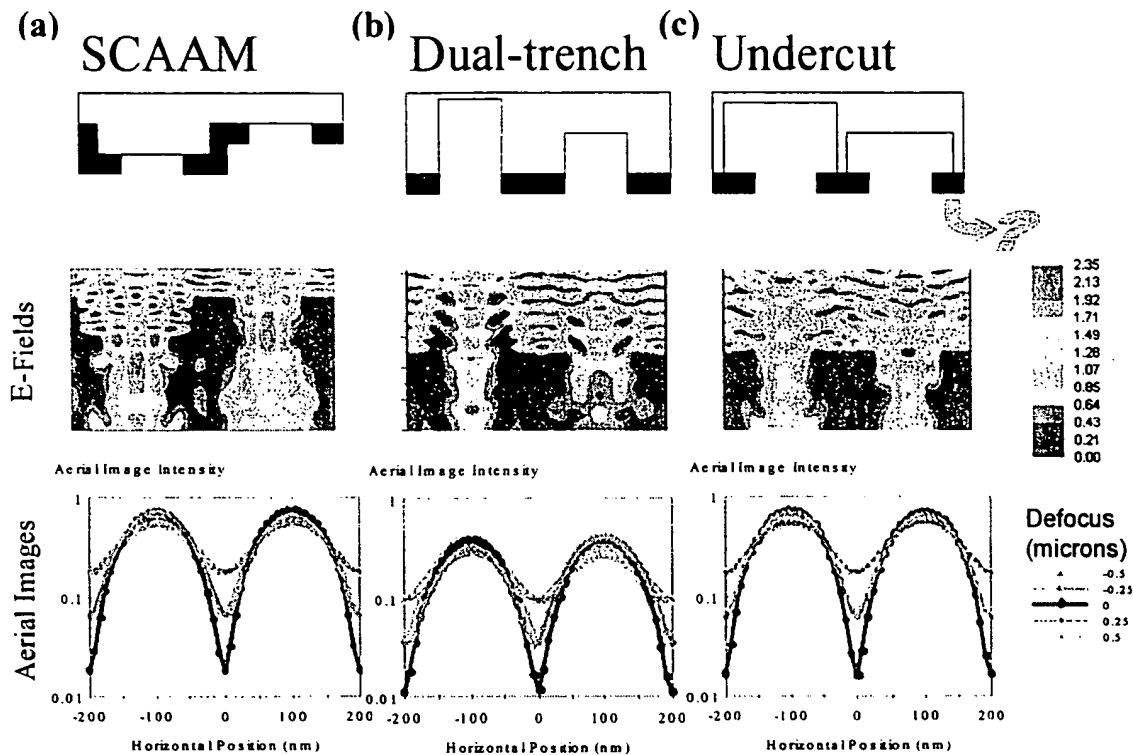 (a) (b) (c)
SCAAM Dual-trench Undercut
E-Fields
2.35
2.13
1.92
1.71
1.49
1.28
1.07
0.85
0.64
0.43
0.21
0.00
Aerial Image Intensity Aerial Image Intensity Aerial Image Intensity
Aerial Images
1
0.1
0.01
-200 -100 0 100 200
Horizontal Position (nm)
1
0.1
0.01
-200 -100 0 100 200
Horizontal Position (nm)
1
0.1
0.01
-200 -100 0 100 200
Horizontal Position (nm)
Defocus
(microns)
-0.5
-0.25
0
0.25
0.5